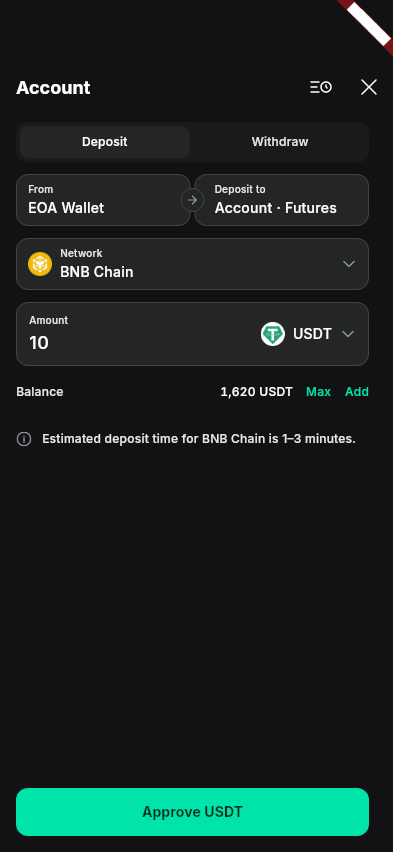 Account
Deposit
Withdraw
From
EOA Wallet
Deposit to
Account · Futures
Network
BNB Chain
Amount
10
USDT
Balance
1,620 USDT
Max
Add
Estimated deposit time for BNB Chain is 1–3 minutes.
Approve USDT